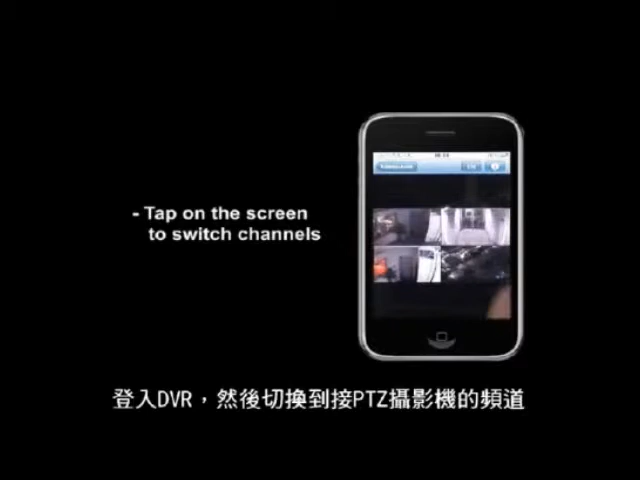 - Tap on the screen
to switch channels
登入DVR，然後切換到接PTZ攝影機的頻道